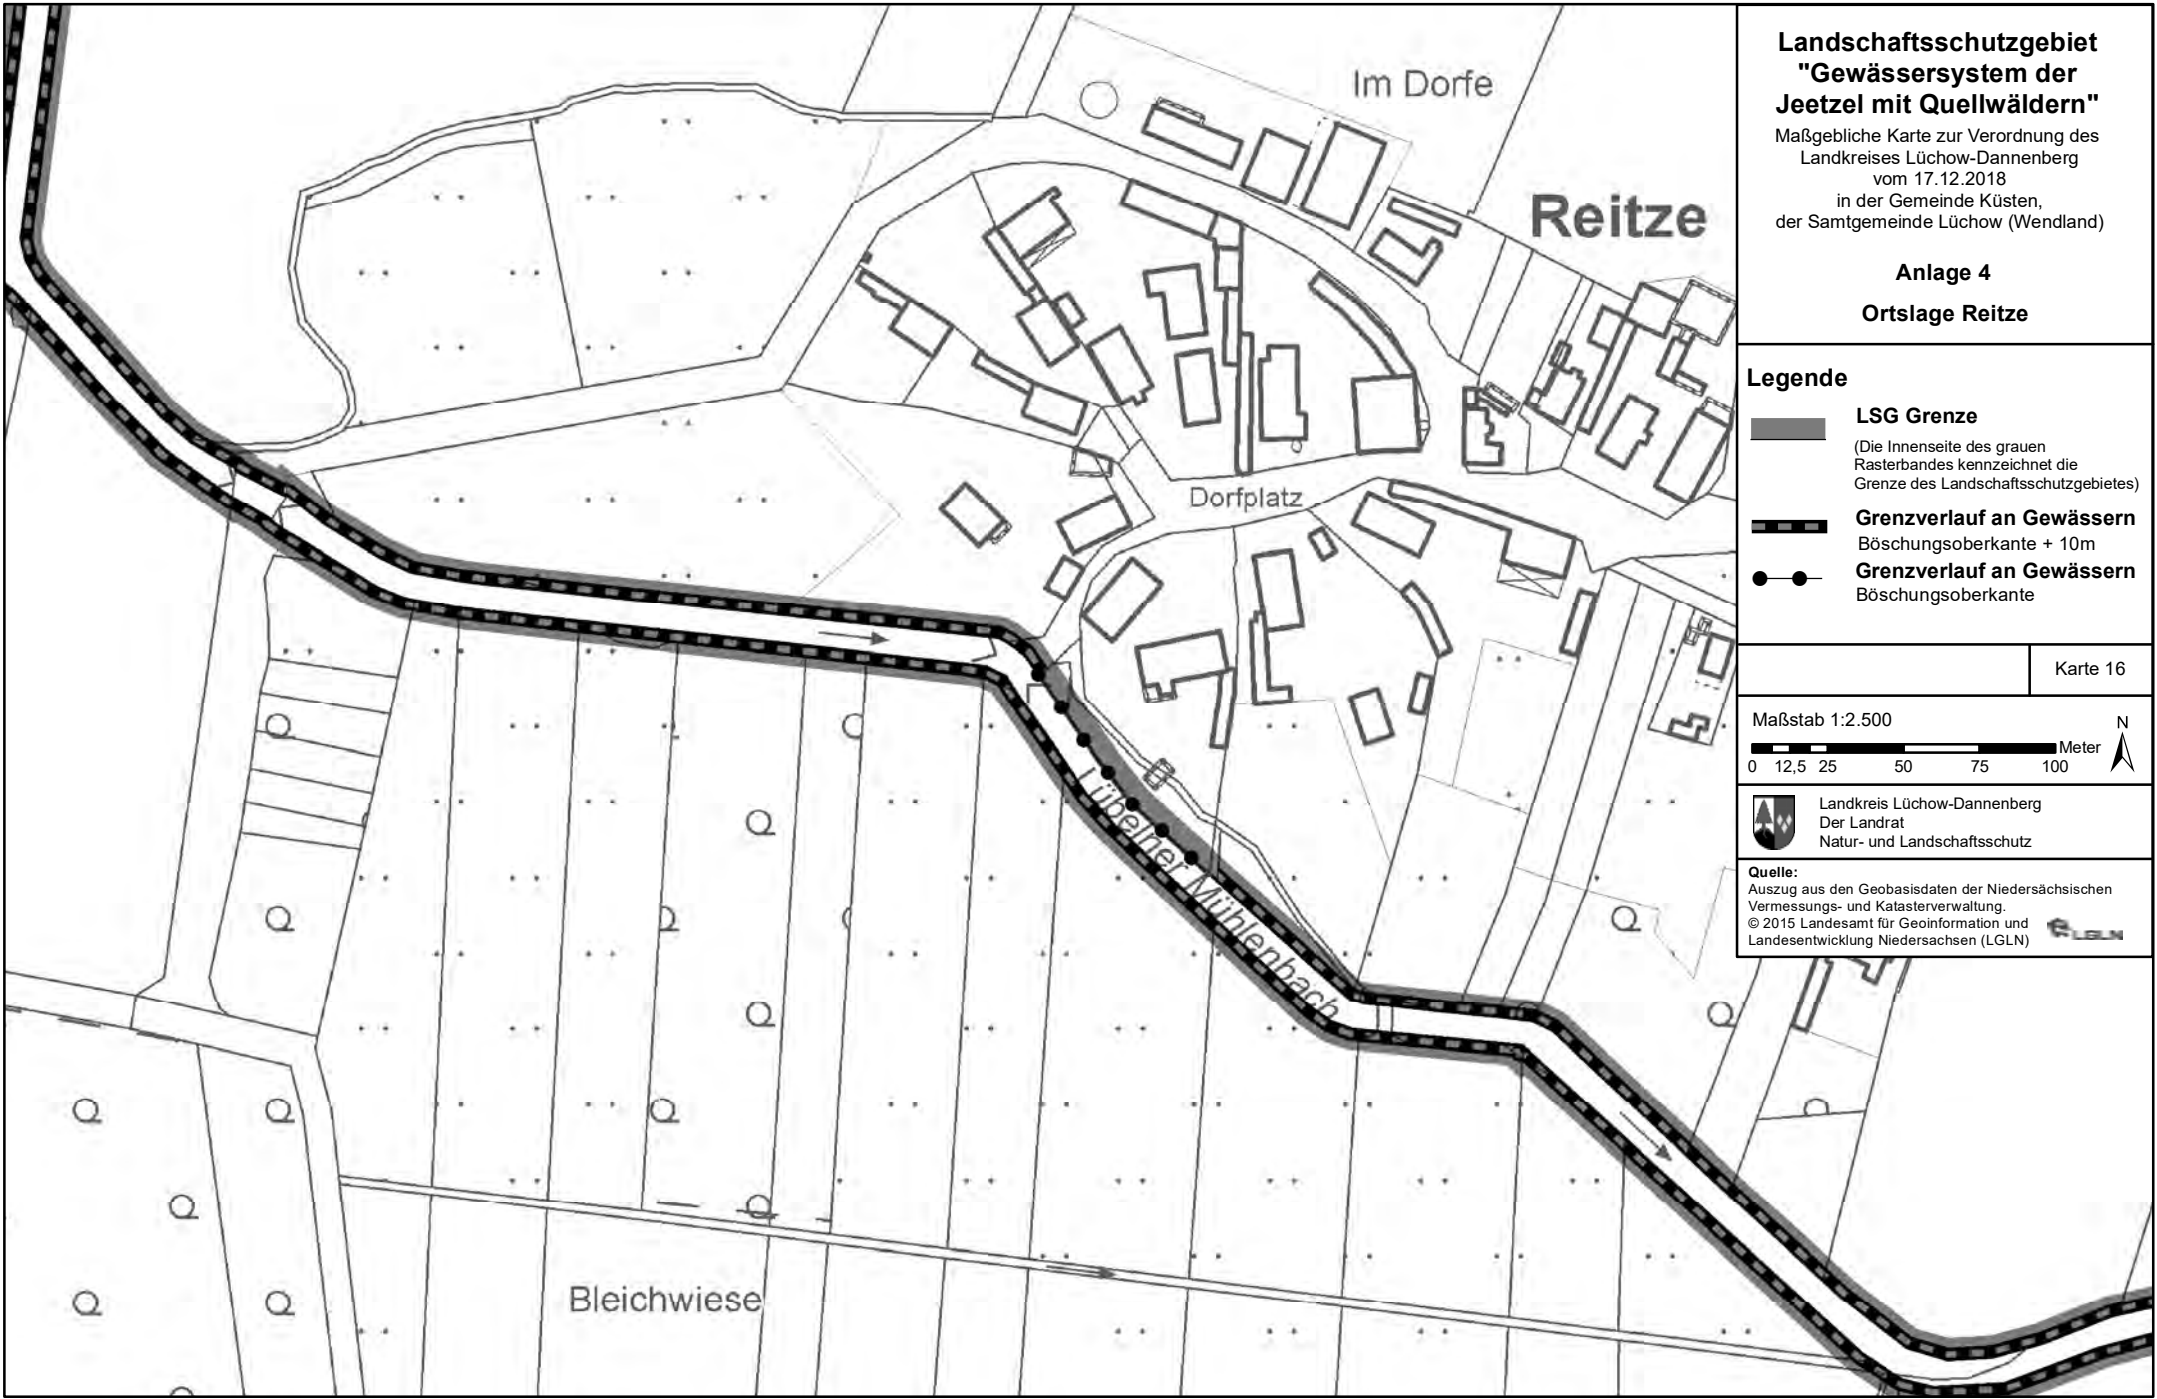 Im Dorfe
Reitze
Dorfplatz
Lübelner Mühlenbach
Bleichwiese
Landschaftsschutzgebiet
"Gewässersystem der
Jeetzel mit Quellwäldern"
Maßgebliche Karte zur Verordnung des
Landkreises Lüchow-Dannenberg
vom 17.12.2018
in der Gemeinde Küsten,
der Samtgemeinde Lüchow (Wendland)
Anlage 4
Ortslage Reitze
Legende
LSG Grenze
(Die Innenseite des grauen
Rasterbandes kennzeichnet die
Grenze des Landschaftsschutzgebietes)
Grenzverlauf an Gewässern
Böschungsoberkante + 10m
Grenzverlauf an Gewässern
Böschungsoberkante
Karte 16
Maßstab 1:2.500
N
Meter
0 12,5 25 50 75 100
Landkreis Lüchow-Dannenberg
Der Landrat
Natur- und Landschaftsschutz
Quelle:
Auszug aus den Geobasisdaten der Niedersächsischen
Vermessungs- und Katasterverwaltung.
© 2015 Landesamt für Geoinformation und
Landesentwicklung Niedersachsen (LGLN)
LGLN